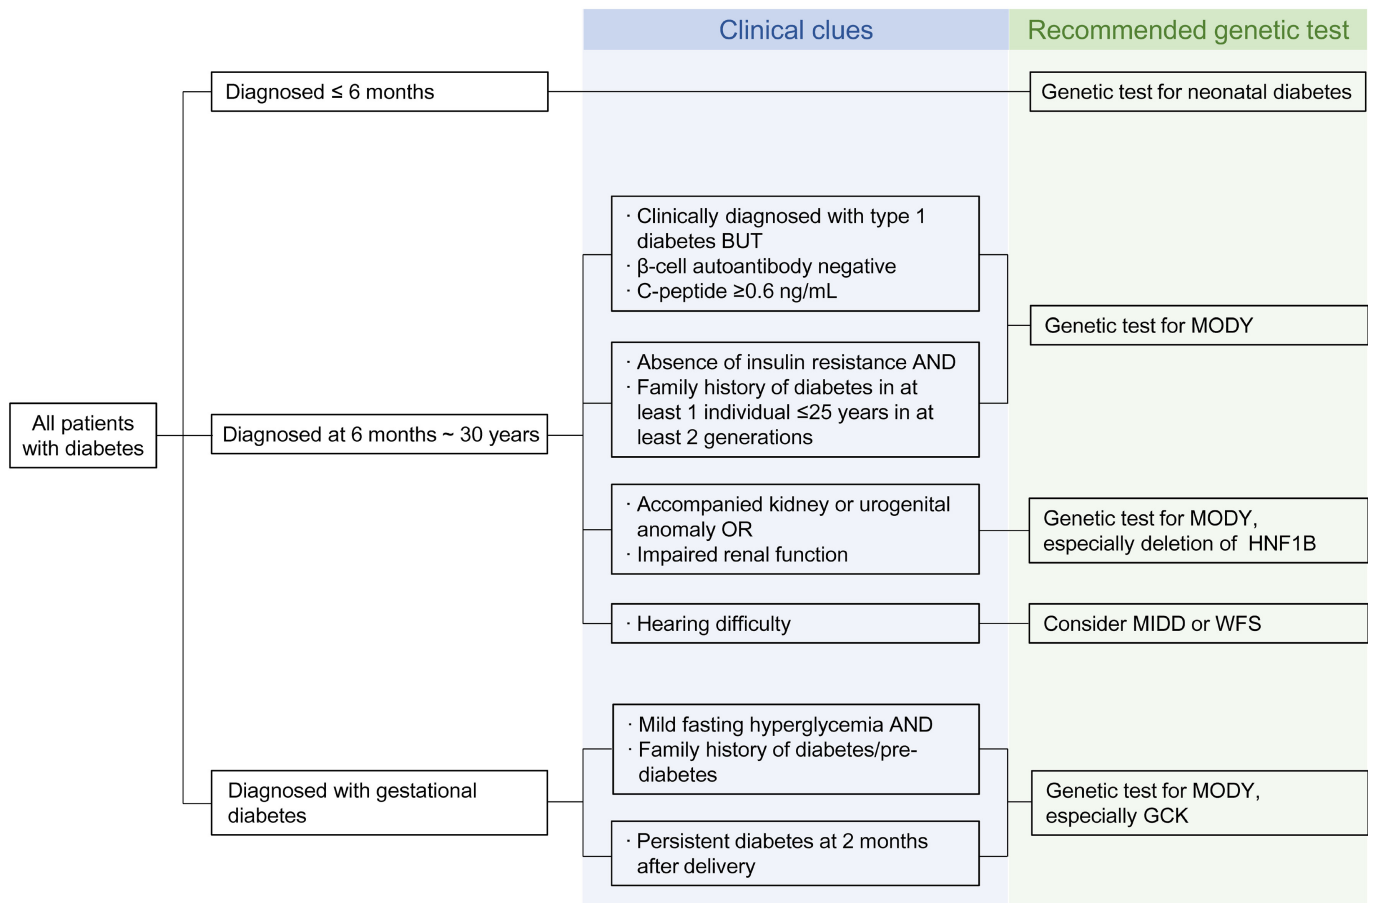 Clinical clues
Recommended genetic test
Diagnosed ≤ 6 months
Genetic test for neonatal diabetes
· Clinically diagnosed with type 1
diabetes BUT
· β-cell autoantibody negative
· C-peptide ≥0.6 ng/mL
Genetic test for MODY
· Absence of insulin resistance AND
· Family history of diabetes in at
least 1 individual ≤25 years in at
least 2 generations
All patients
with diabetes
Diagnosed at 6 months ~ 30 years
· Accompanied kidney or urogenital
anomaly OR
· Impaired renal function
Genetic test for MODY,
especially deletion of HNF1B
· Hearing difficulty
Consider MIDD or WFS
· Mild fasting hyperglycemia AND
· Family history of diabetes/pre-
diabetes
Diagnosed with gestational
diabetes
Genetic test for MODY,
especially GCK
· Persistent diabetes at 2 months
after delivery